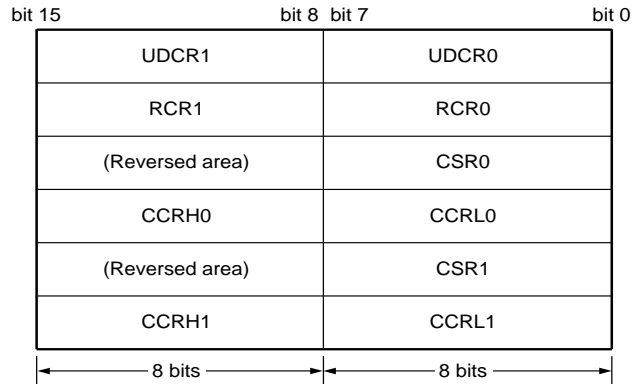 bit 15 bit 8 bit 7 bit 0
UDCR1 UDCR0
RCR1 RCR0
(Reversed area) CSR0
CCRH0 CCRL0
(Reversed area) CSR1
CCRH1 CCRL1
8 bits 8 bits